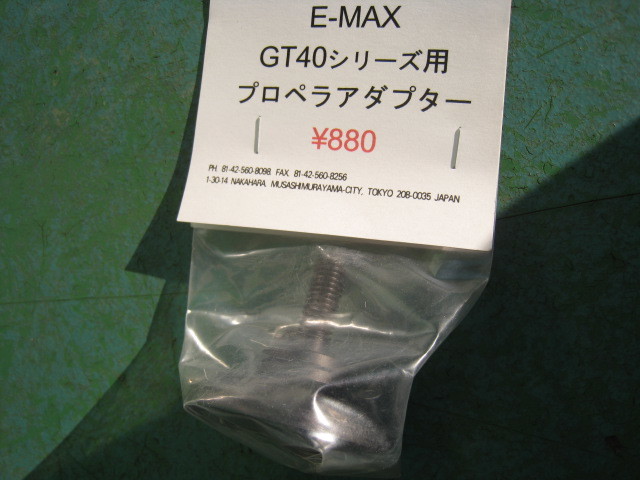 E-MAX
GT40シリーズ用
プロペラアダプター
¥880
PH. 81-42-560-8098 FAX. 81-42-560-8256
1-30-14 NAKAHARA, MUSASHIMURAYAMA-CITY, TOKYO 208-0035 JAPAN